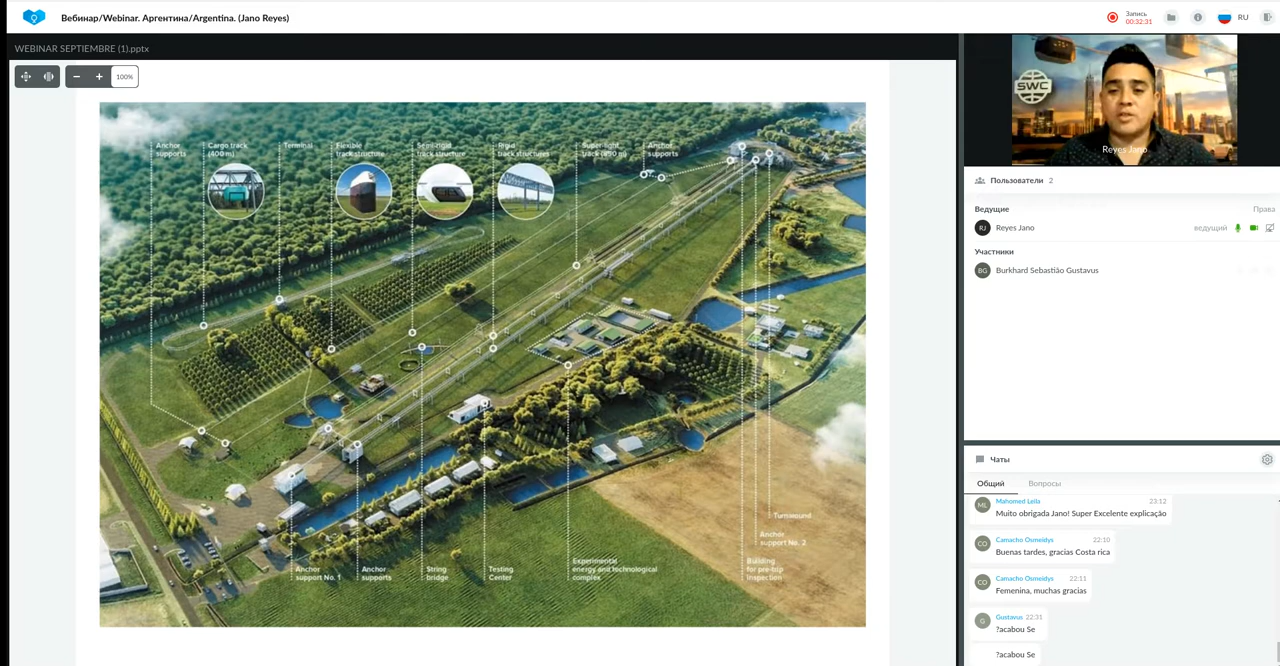 Вебинар/Webinar. Аргентина/Argentina. (Jano Reyes)
Запись
00:32:31
RU
WEBINAR SEPTIEMBRE (1).pptx
100%
Anchor
supports
Cargo track
(400 m)
Terminal
Flexible
track structure
Semi-rigid
track structure
Rigid
track structures
Super-light
track (850 m)
Anchor
supports
Turnaround
Anchor
support No. 2
Building
for pre-trip
inspection
Anchor
support No. 1
Anchor
supports
String
bridge
Testing
Center
Experimental
energy and technological
complex
SWC
Reyes Jano
Пользователи 2
Ведущие
Права
RJ
Reyes Jano
ведущий
Участники
BG
Burkhard Sebastião Gustavus
Чаты
Общий
Вопросы
ML
Mahomed Leila
23:12
Muito obrigada Jano! Super Excelente explicação
CO
Camacho Osmeidys
22:10
Buenas tardes, gracias Costa rica
CO
Camacho Osmeidys
22:11
Femenina, muchas gracias
G
Gustavus 22:31
?acabou Se
?acabou Se